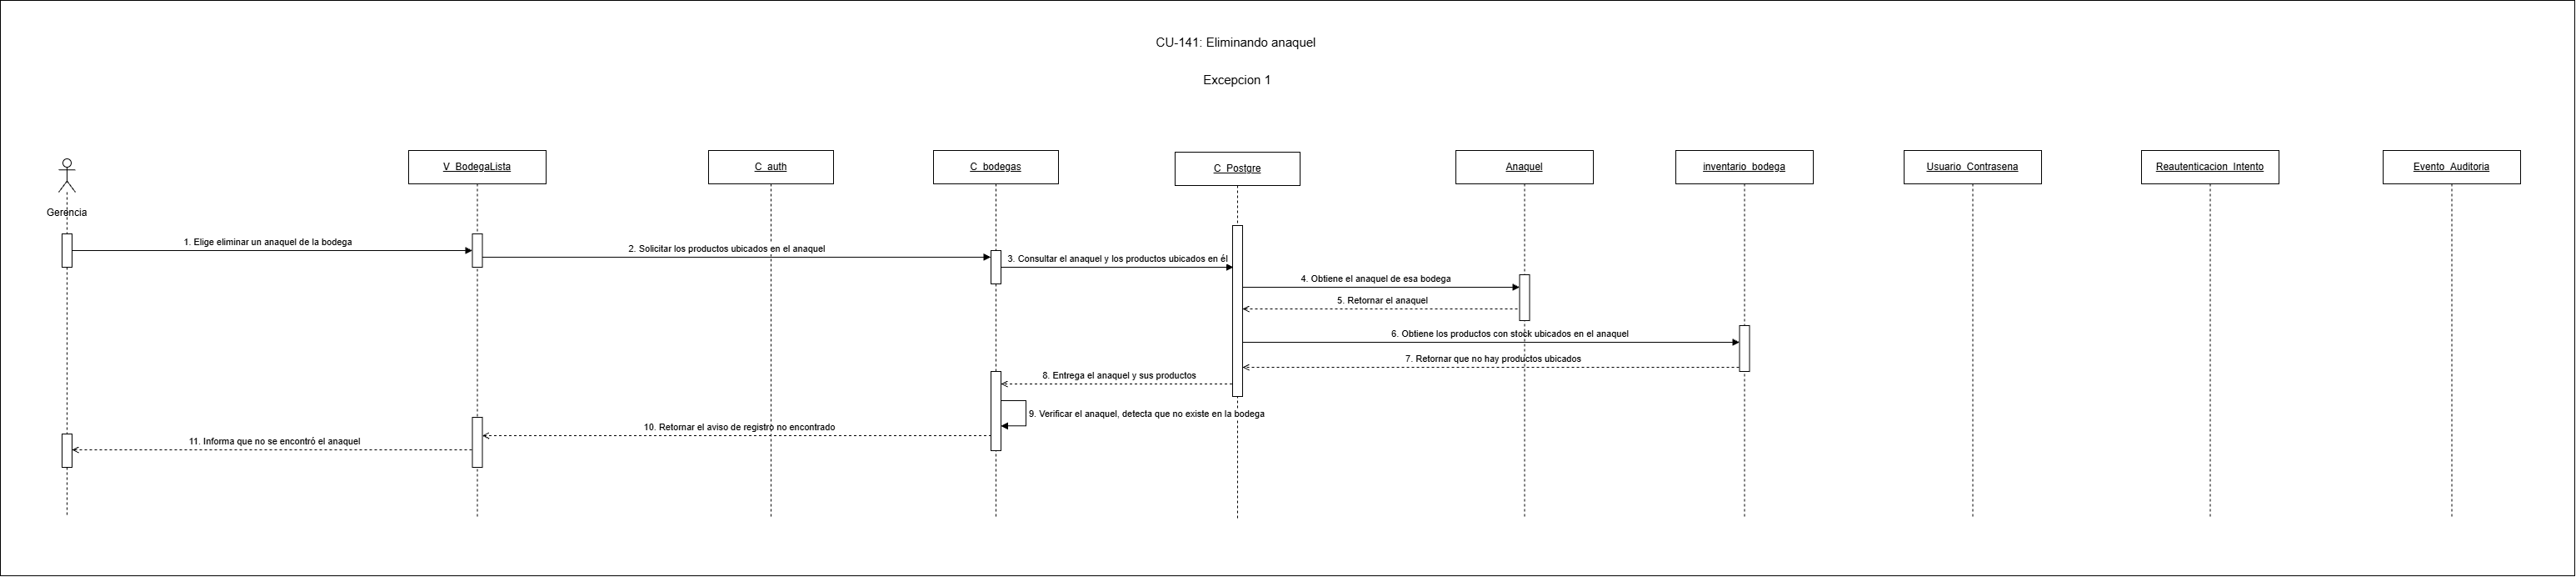 CU-141: Eliminando anaquel
Excepcion 1
Gerencia
V_BodegaLista
C_auth
C_bodegas
C_Postgre
Anaquel
inventario_bodega
Usuario_Contrasena
Reautenticacion_Intento
Evento_Auditoria
1. Elige eliminar un anaquel de la bodega
2. Solicitar los productos ubicados en el anaquel
3. Consultar el anaquel y los productos ubicados en él
4. Obtiene el anaquel de esa bodega
5. Retornar el anaquel
6. Obtiene los productos con stock ubicados en el anaquel
7. Retornar que no hay productos ubicados
8. Entrega el anaquel y sus productos
9. Verificar el anaquel, detecta que no existe en la bodega
10. Retornar el aviso de registro no encontrado
11. Informa que no se encontró el anaquel